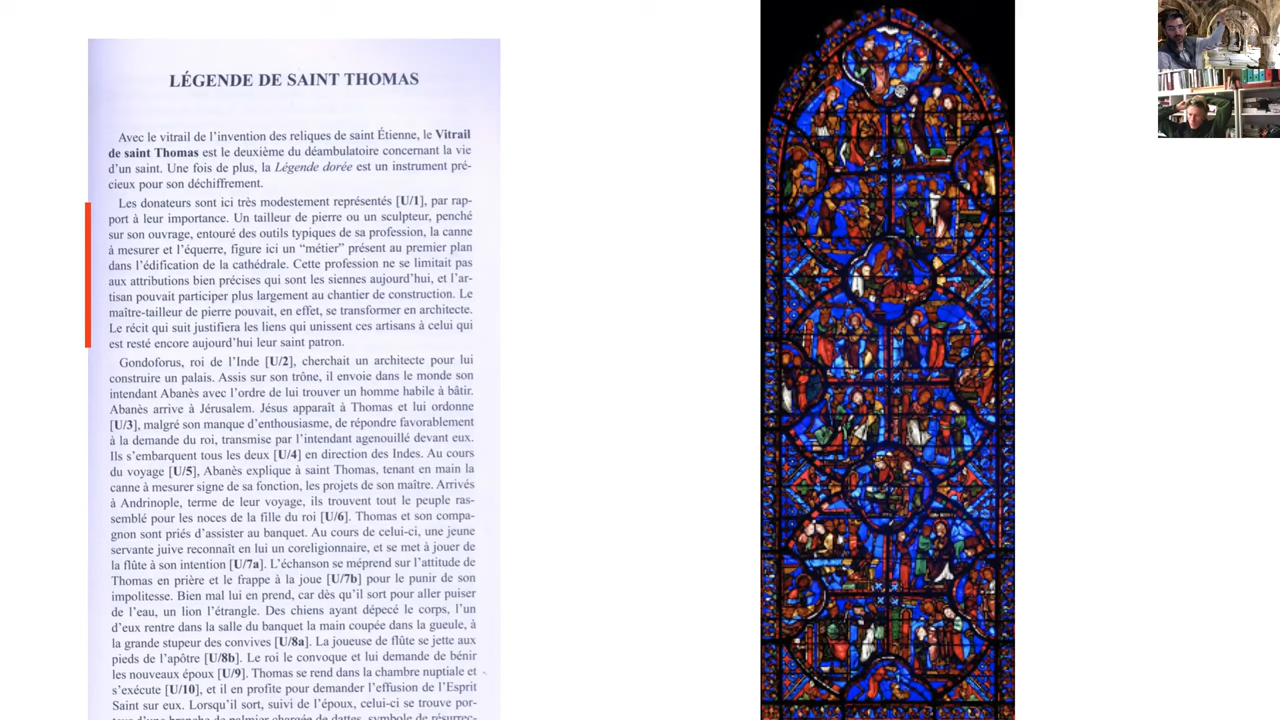 LÉGENDE DE SAINT THOMAS
Avec le vitrail de l'invention des reliques de saint Étienne, le Vitrail
de saint Thomas est le deuxième du déambulatoire concernant la vie
d'un saint. Une fois de plus, la Légende dorée est un instrument pré-
cieux pour son déchiffrement.
Les donateurs sont ici très modestement représentés [U/1], par rap-
port à leur importance. Un tailleur de pierre ou un sculpteur, penché
sur son ouvrage, entouré des outils typiques de sa profession, la canne
à mesurer et l'équerre, figure ici un “métier” présent au premier plan
dans l'édification de la cathédrale. Cette profession ne se limitait pas
aux attributions bien précises qui sont les siennes aujourd'hui, et l'ar-
tisan pouvait participer plus largement au chantier de construction. Le
maître-tailleur de pierre pouvait, en effet, se transformer en architecte.
Le récit qui suit justifiera les liens qui unissent ces artisans à celui qui
est resté encore aujourd'hui leur saint patron.
Gondoforus, roi de l'Inde [U/2], cherchait un architecte pour lui
construire un palais. Assis sur son trône, il envoie dans le monde son
intendant Abanès avec l'ordre de lui trouver un homme habile à bâtir.
Abanès arrive à Jérusalem. Jésus apparaît à Thomas et lui ordonne
[U/3], malgré son manque d'enthousiasme, de répondre favorablement
à la demande du roi, transmise par l'intendant agenouillé devant eux.
Ils s'embarquent tous les deux [U/4] en direction des Indes. Au cours
du voyage [U/5], Abanès explique à saint Thomas, tenant en main la
canne à mesurer signe de sa fonction, les projets de son maître. Arrivés
à Andrinople, terme de leur voyage, ils trouvent tout le peuple ras-
semblé pour les noces de la fille du roi [U/6]. Thomas et son compa-
gnon sont priés d'assister au banquet. Au cours de celui-ci, une jeune
servante juive reconnaît en lui un coreligionnaire, et se met à jouer de
la flûte à son intention [U/7a]. L'échanson se méprend sur l'attitude de
Thomas en prière et le frappe à la joue [U/7b] pour le punir de son
impolitesse. Bien mal lui en prend, car dès qu'il sort pour aller puiser
de l'eau, un lion l'étrangle. Des chiens ayant dépecé le corps, l'un
d'eux rentre dans la salle du banquet la main coupée dans la gueule, à
la grande stupeur des convives [U/8a]. La joueuse de flûte se jette aux
pieds de l'apôtre [U/8b]. Le roi le convoque et lui demande de bénir
les nouveaux époux [U/9]. Thomas se rend dans la chambre nuptiale et
s'exécute [U/10], et il en profite pour demander l'effusion de l'Esprit
Saint sur eux. Lorsqu'il sort, suivi de l'époux, celui-ci se trouve por-
teur d'une branche de palmier chargée de dattes, symbole de résurrec-